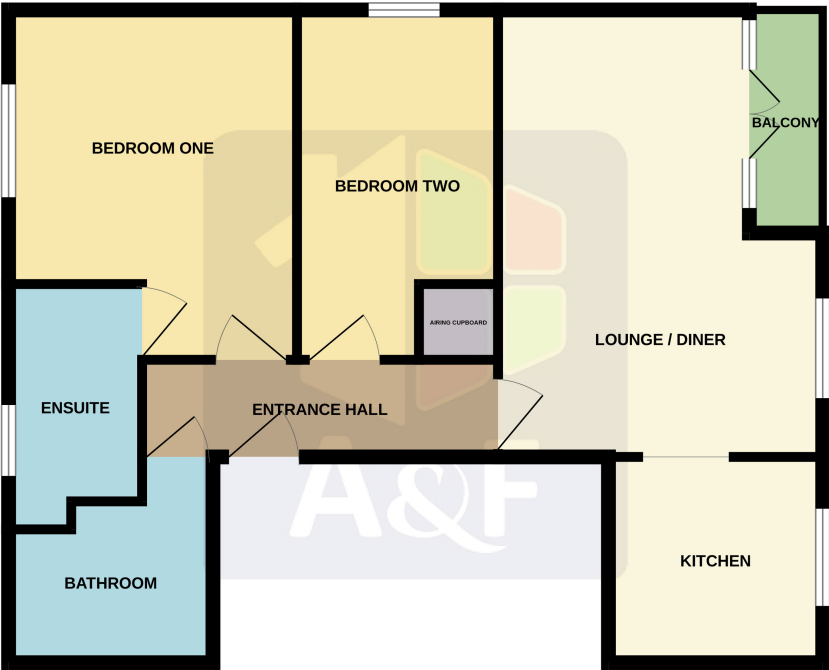 BEDROOM ONE
BEDROOM TWO
BALCONY
AIRING CUPBOARD
LOUNGE / DINER
ENSUITE
ENTRANCE HALL
A&F
KITCHEN
BATHROOM